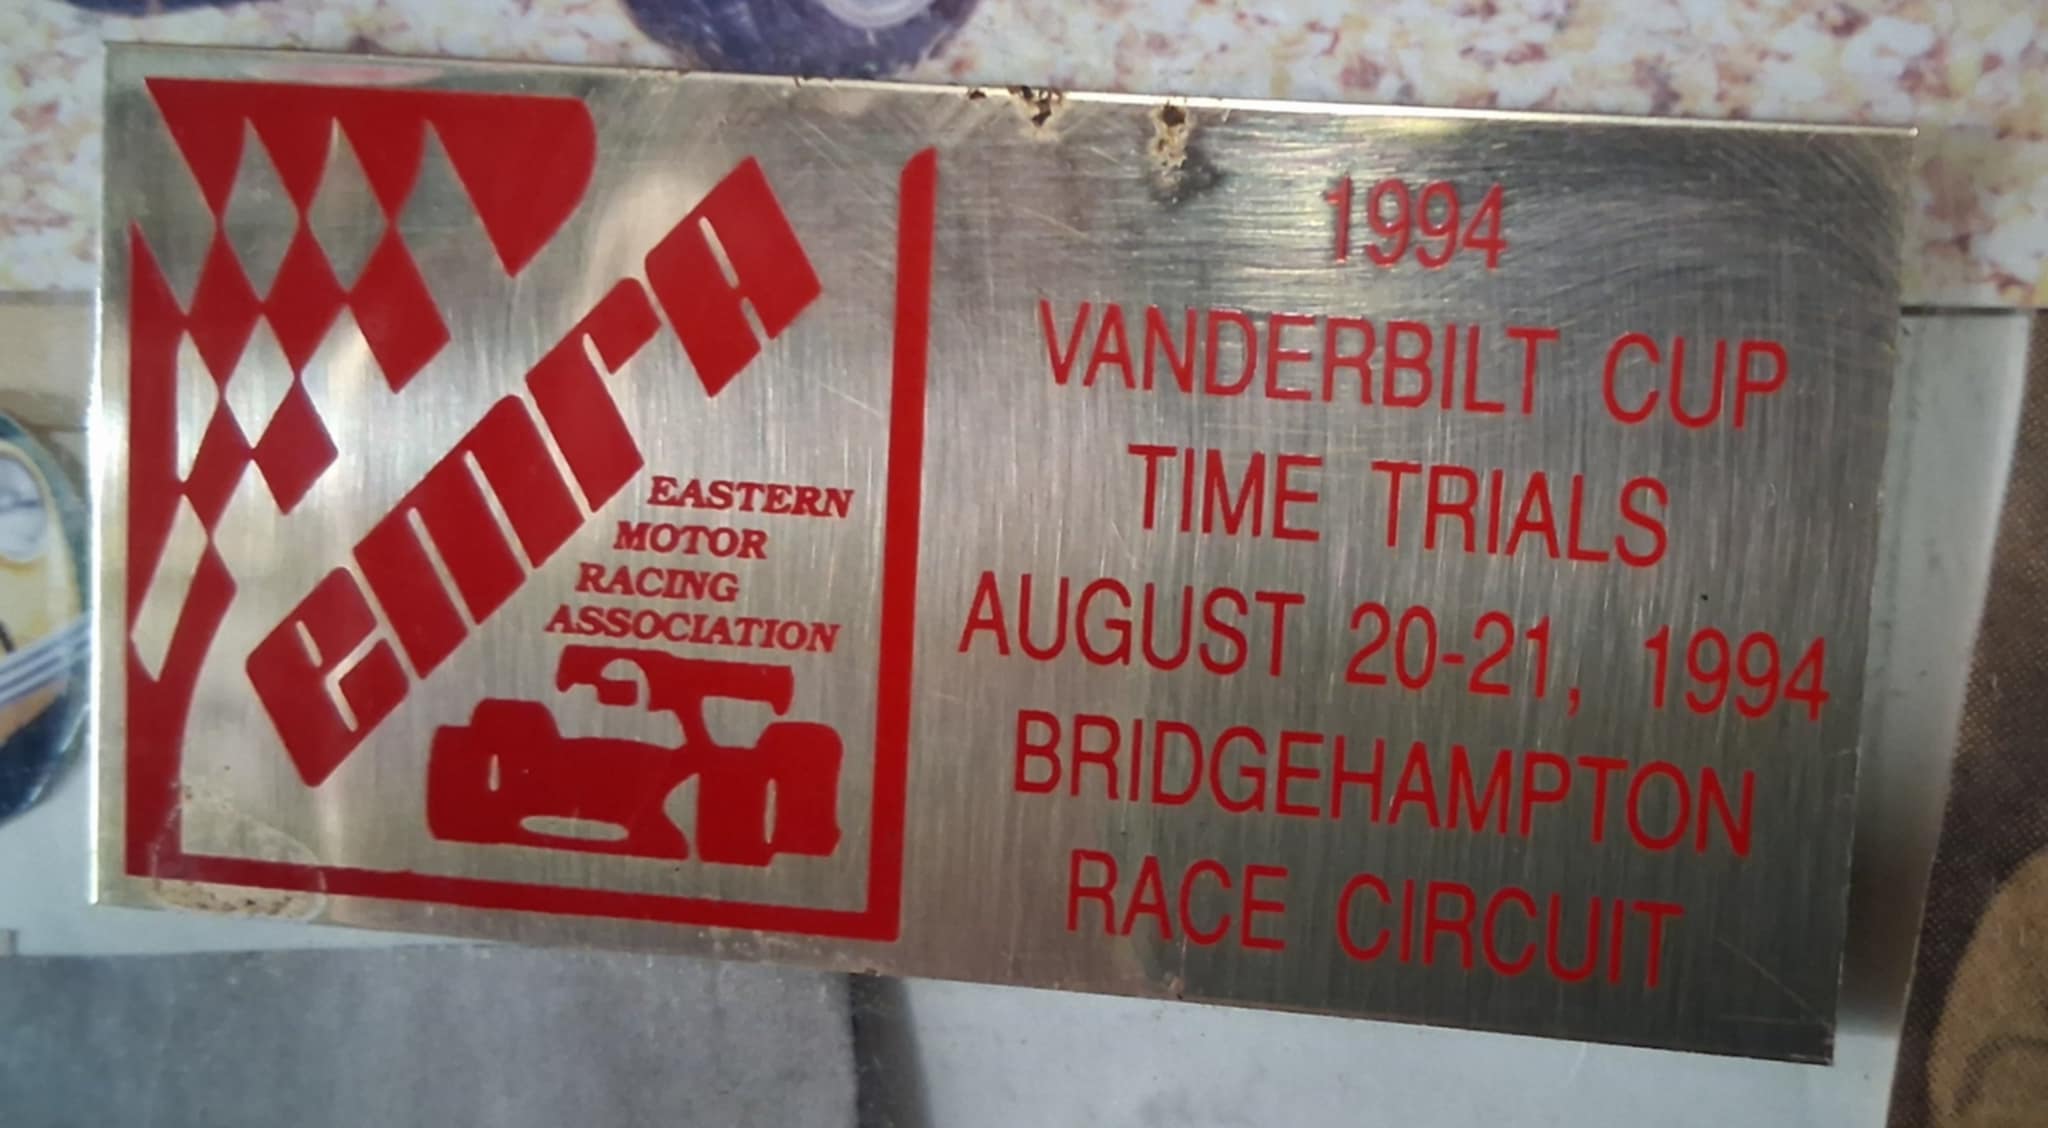 emra
EASTERN
MOTOR
RACING
ASSOCIATION
1994
VANDERBILT CUP
TIME TRIALS
AUGUST 20-21, 1994
BRIDGEHAMPTON
RACE CIRCUIT